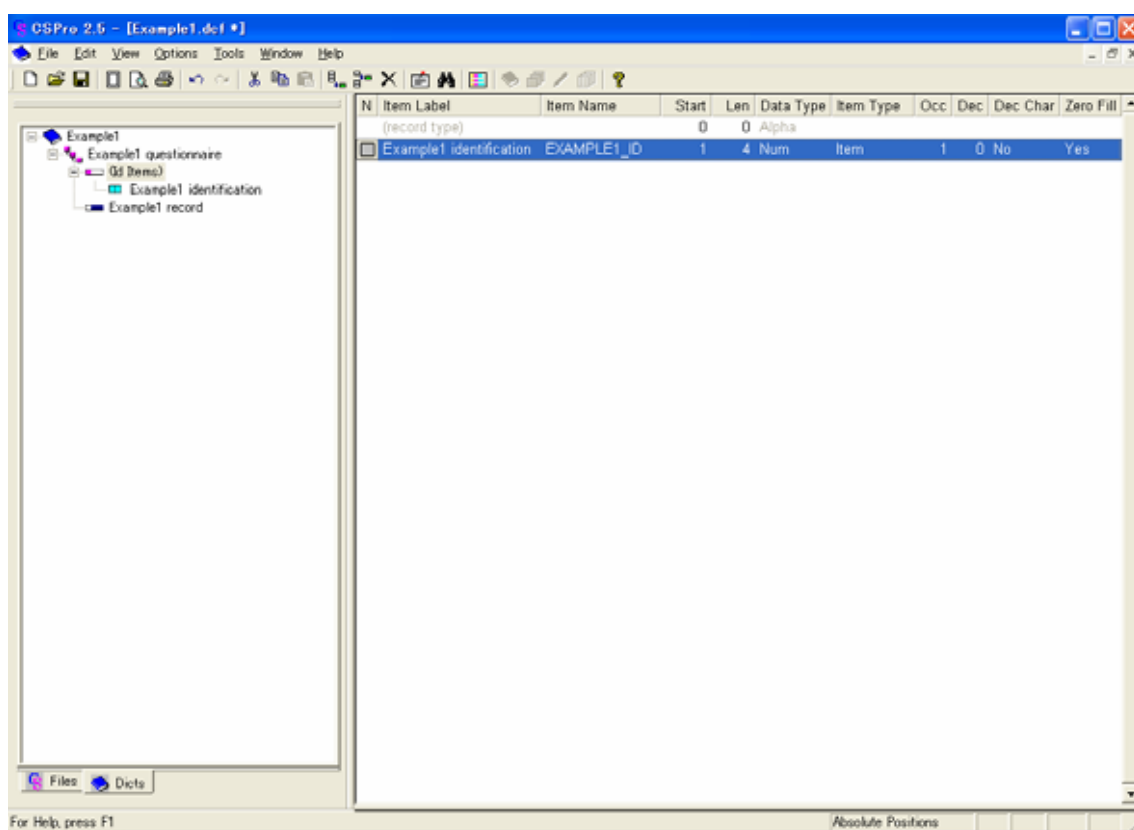 CSPro 2.5 - [Example1.dcf *]
File Edit View Options Tools Window Help
N Item Label Item Name Start Len Data Type Item Type Occ Dec Dec Char Zero Fill
(record type) 0 0 Alpha
Example1 identification EXAMPLE1_ID 1 4 Num Item 1 0 No Yes
Example1
Example1 questionnaire
(Id Items)
Example1 identification
Example1 record
Files Dicts
For Help, press F1 Absolute Positions